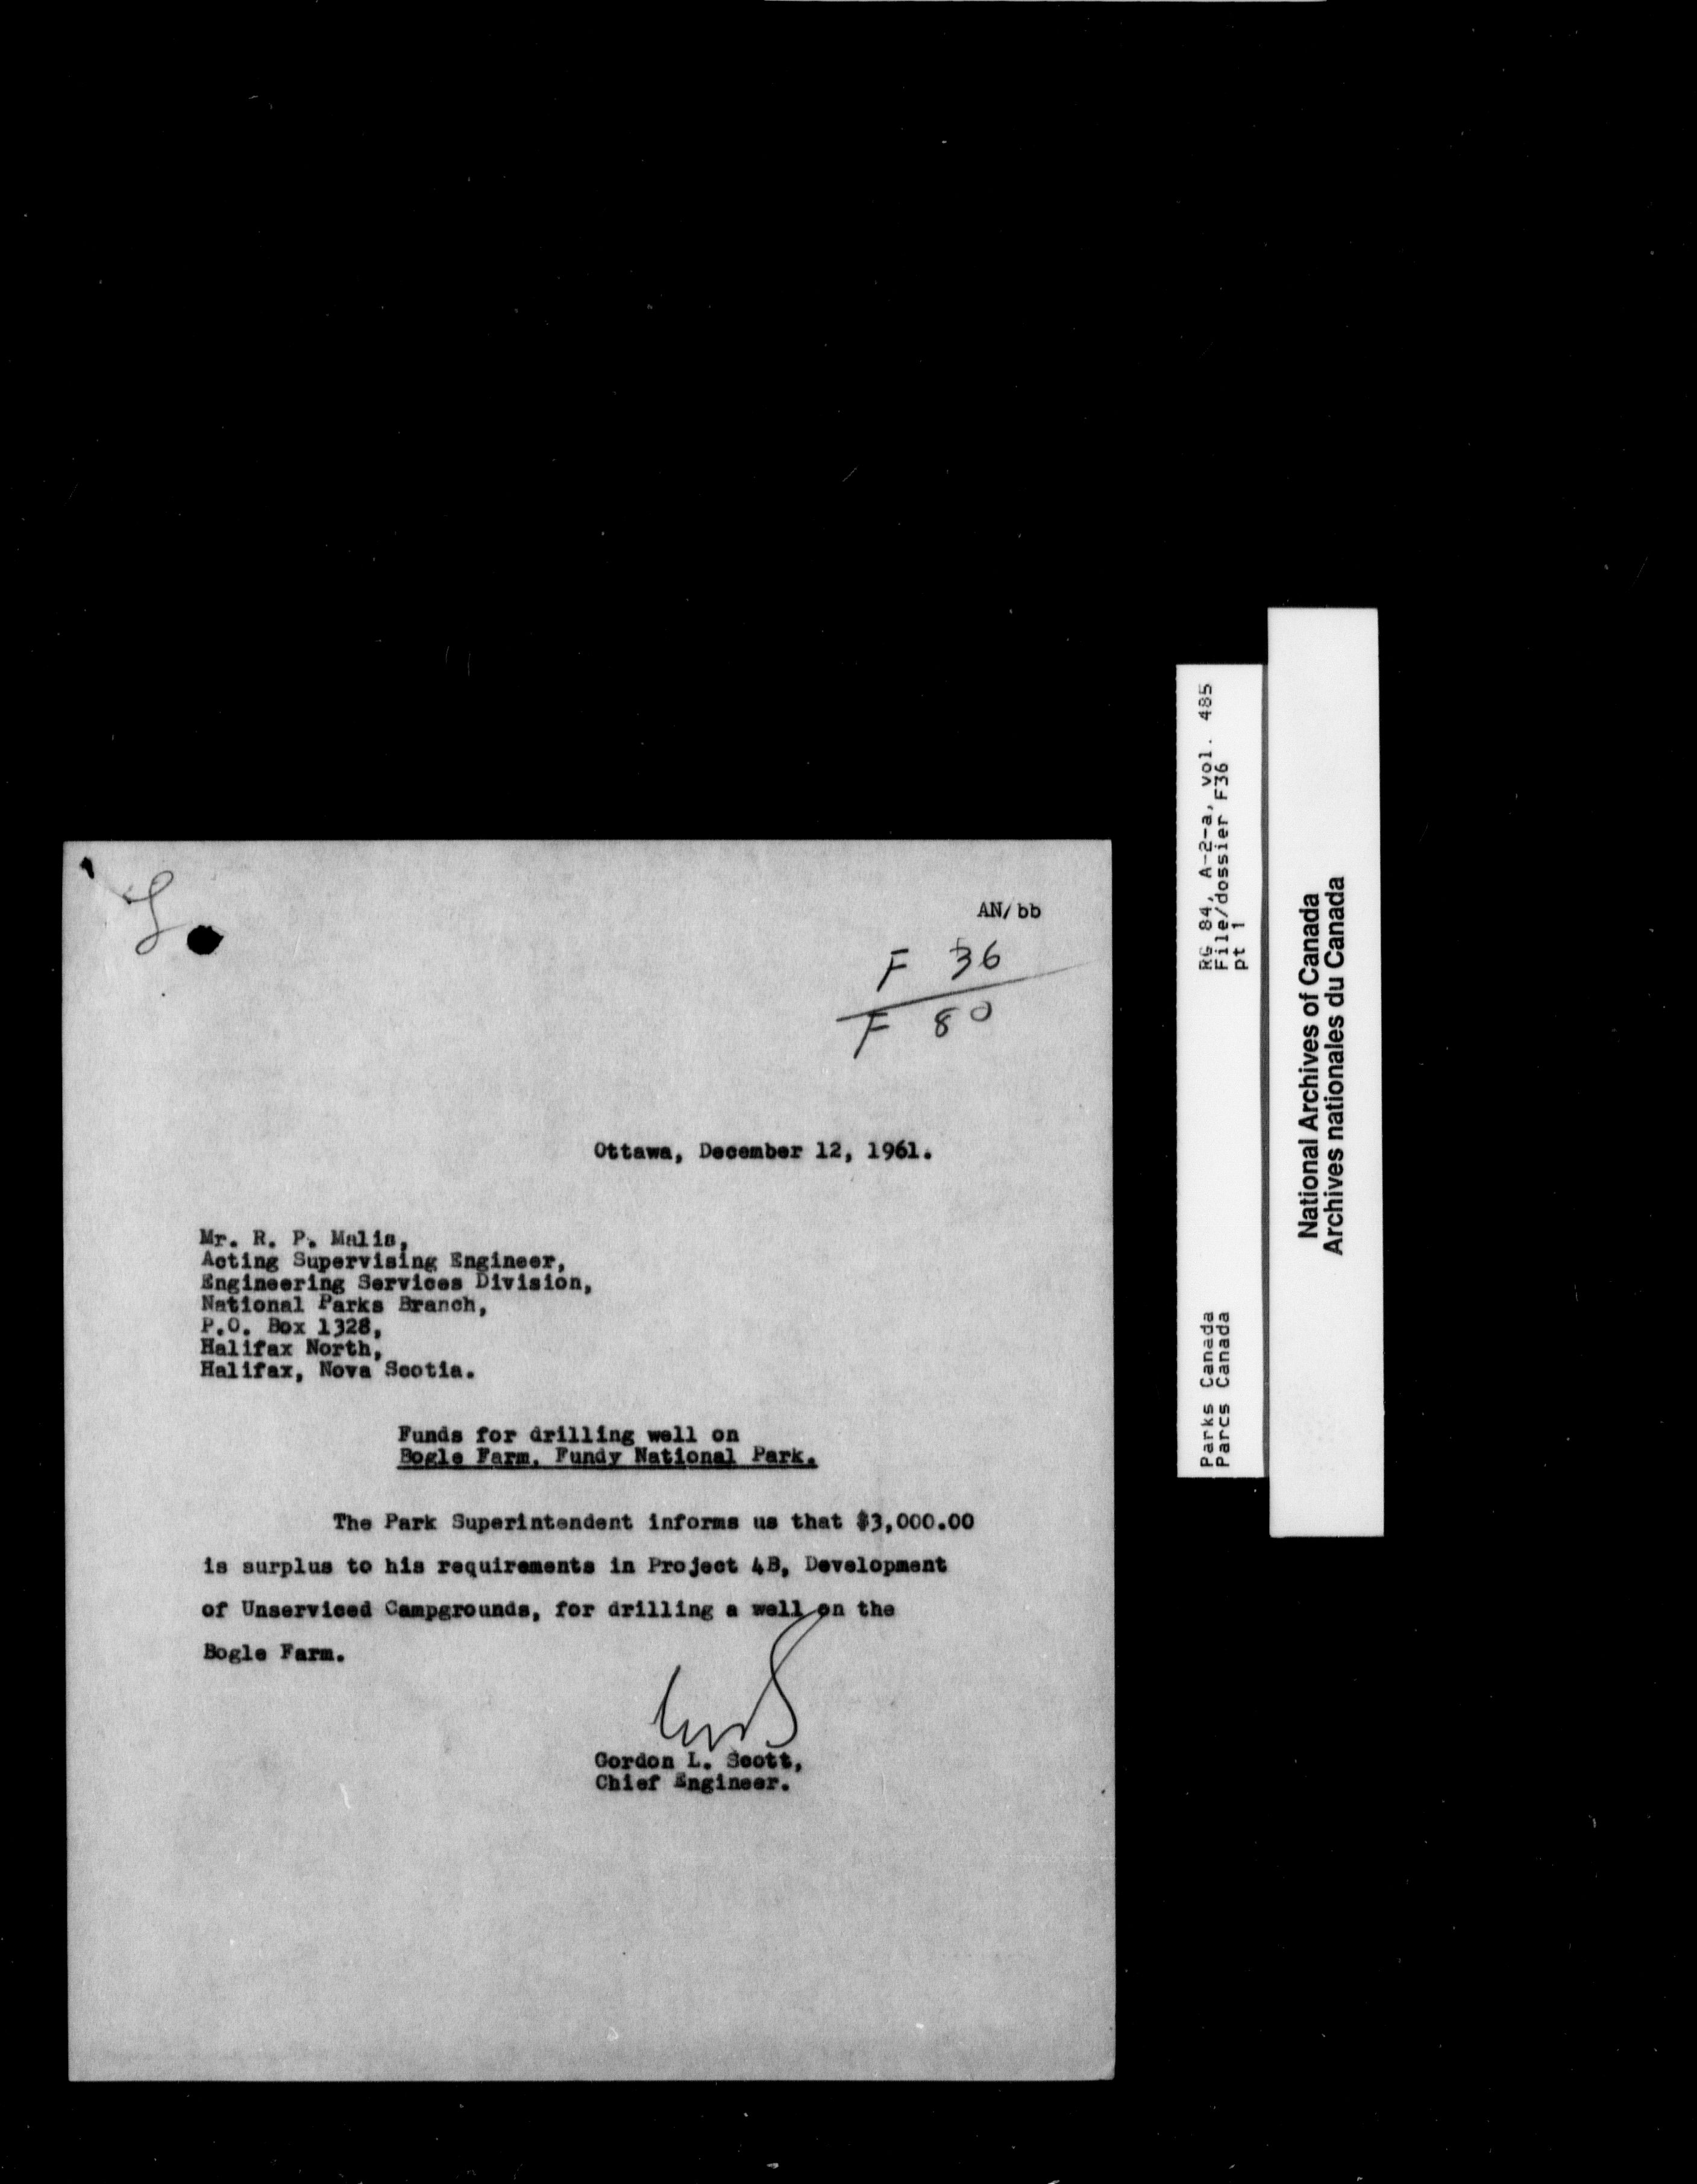 AN/bb
F 36
F 80
Ottawa, December 12, 1961.
Mr. R. P. Malis,
Acting Supervising Engineer,
Engineering Services Division,
National Parks Branch,
P.O. Box 1328,
Halifax North,
Halifax, Nova Scotia.
Funds for drilling well on
Bogle Farm, Fundy National Park.
The Park Superintendent informs us that $3,000.00
is surplus to his requirements in Project 4B, Development
of Unserviced Campgrounds, for drilling a well on the
Bogle Farm.
Gordon L. Scott,
Chief Engineer.
Parks Canada
Parcs Canada
RG 84, A-2-a, vol. 485
File/dossier F36
pt 1
National Archives of Canada
Archives nationales du Canada